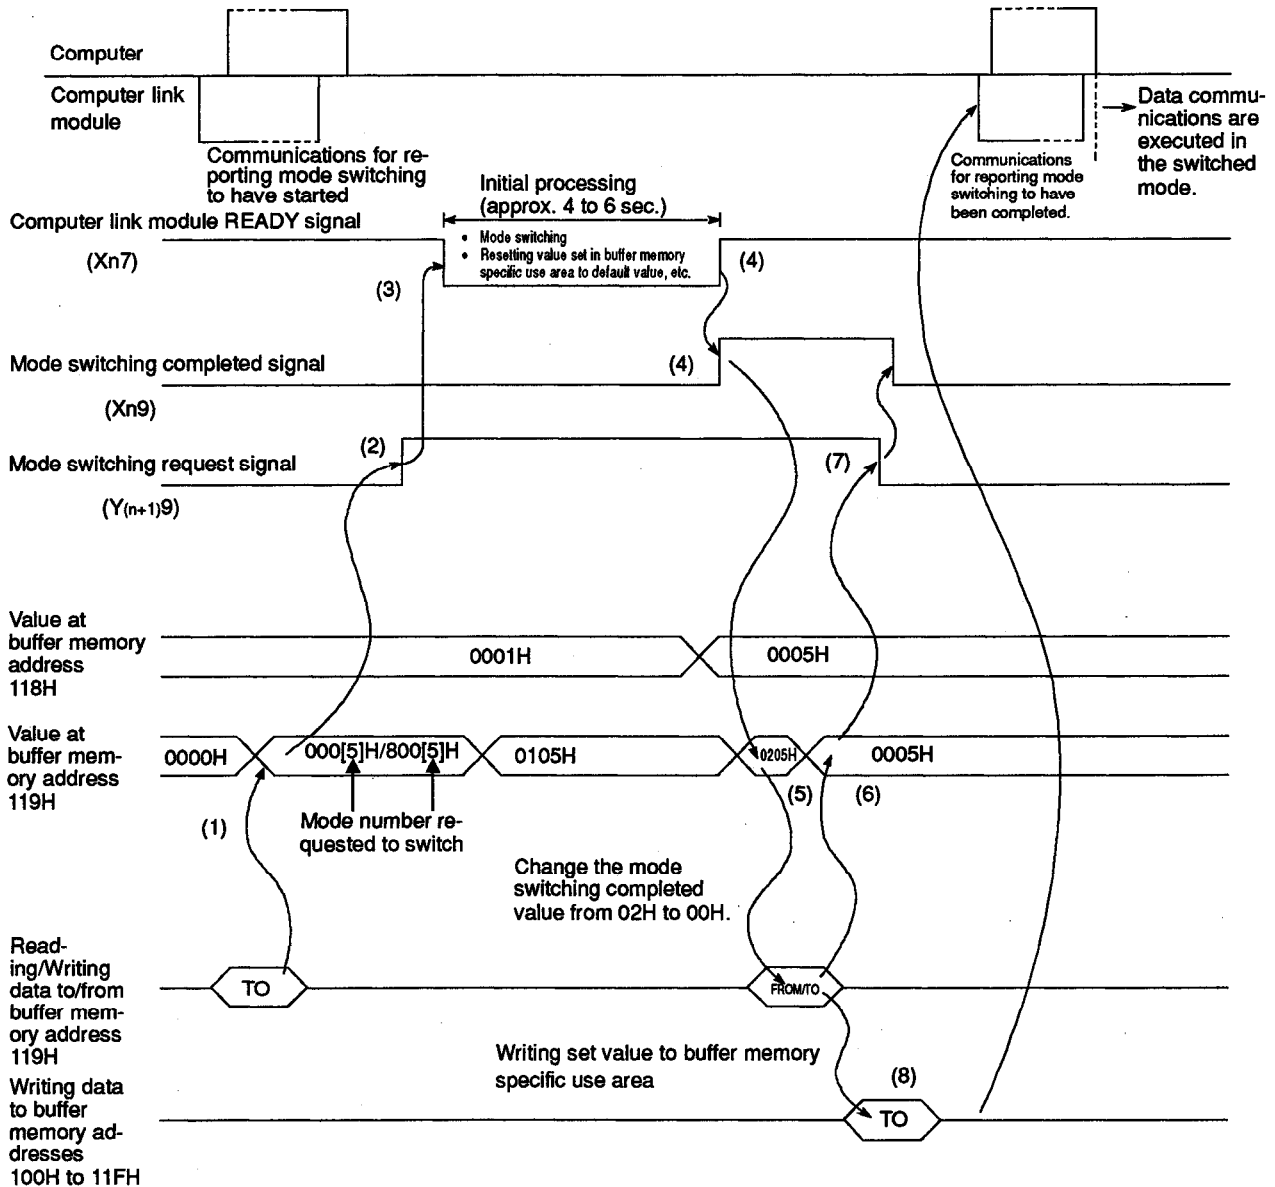 Computer
Computer link
module
Communications for re-
porting mode switching
to have started
Data commu-
nications are
executed in
the switched
mode.
Communications
for reporting mode
switching to have
been completed.
Initial processing
(approx. 4 to 6 sec.)
Computer link module READY signal
(Xn7)
• Mode switching
• Resetting value set in buffer memory
specific use area to default value, etc.
(3)
(4)
Mode switching completed signal
(4)
(Xn9)
(2)
Mode switching request signal
(7)
(Y(n+1)9)
Value at
buffer memory
address
118H
0001H
0005H
Value at
buffer mem-
ory address
119H
0000H
000[5]H/800[5]H
0105H
0205H
0005H
(1)
Mode number re-
quested to switch
(5)
(6)
Change the mode
switching completed
value from 02H to 00H.
Read-
ing/Writing
data to/from
buffer mem-
ory address
119H
TO
FROM/TO
Writing set value to buffer memory
specific use area
(8)
Writing data
to buffer
memory ad-
dresses
100H to 11FH
TO